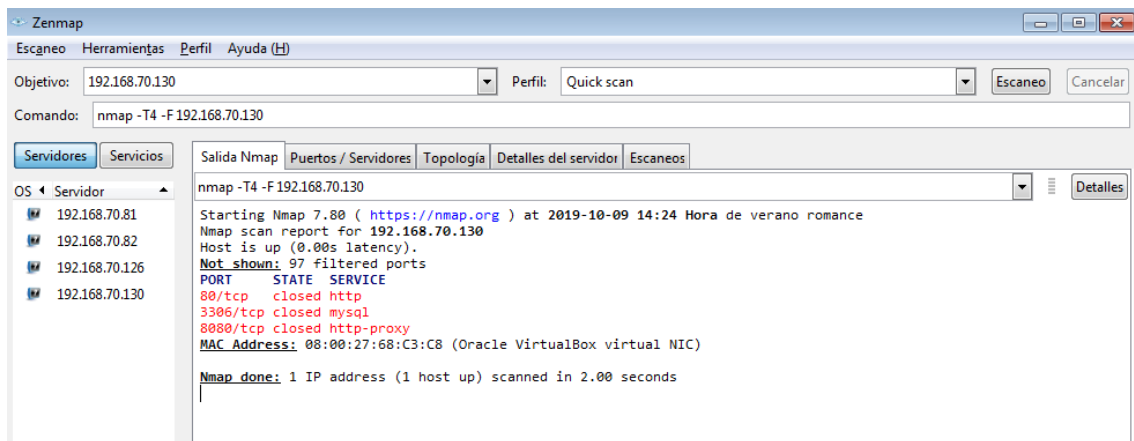 Zenmap
Escaneo Herramientas Perfil Ayuda (H)
Objetivo: 192.168.70.130 Perfil: Quick scan Escaneo Cancelar
Comando: nmap -T4 -F 192.168.70.130
Servidores Servicios Salida Nmap Puertos / Servidores Topología Detalles del servidor Escaneos
OS Servidor nmap -T4 -F 192.168.70.130 Detalles
192.168.70.81
192.168.70.82
192.168.70.126
192.168.70.130
Starting Nmap 7.80 ( https://nmap.org ) at 2019-10-09 14:24 Hora de verano romance
Nmap scan report for 192.168.70.130
Host is up (0.00s latency).
Not shown: 97 filtered ports
PORT STATE SERVICE
80/tcp closed http
3306/tcp closed mysql
8080/tcp closed http-proxy
MAC Address: 08:00:27:68:C3:C8 (Oracle VirtualBox virtual NIC)
Nmap done: 1 IP address (1 host up) scanned in 2.00 seconds